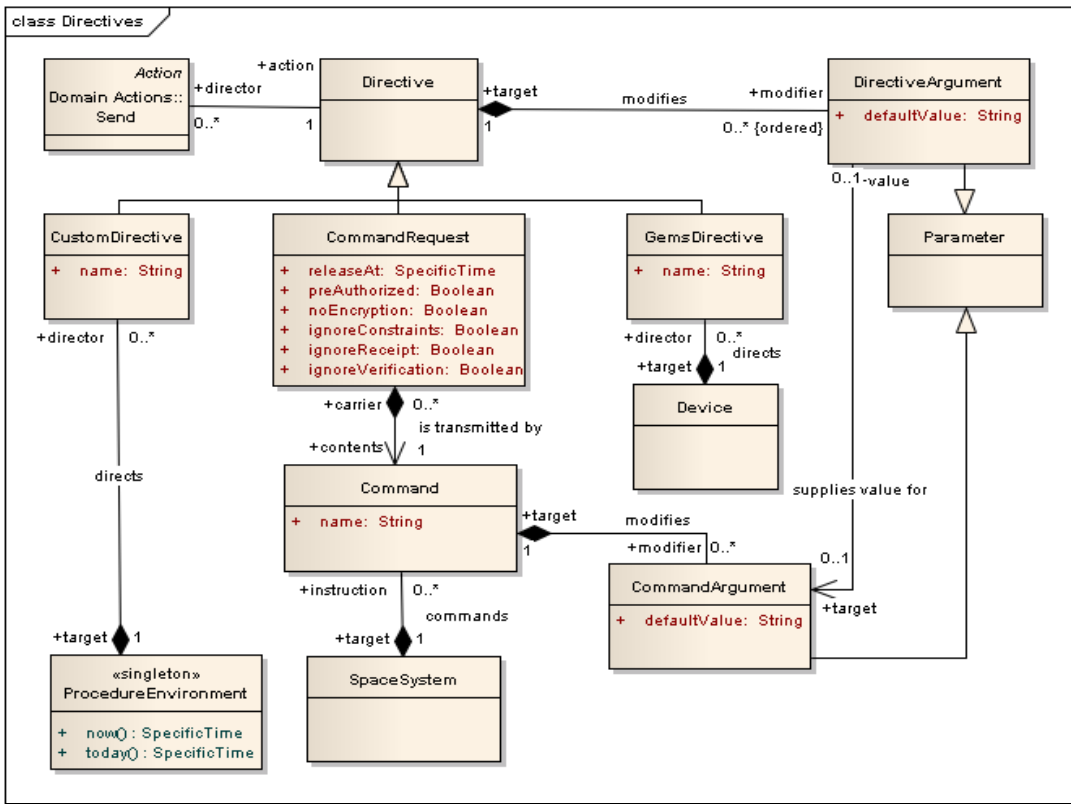 class Directives
Action
Domain Actions::
Send
+director
0..*
+action
1
Directive
+target
1
modifies
+modifier
0..* {ordered}
DirectiveArgument
+ defaultValue: String
0..1
-value
CustomDirective
+ name: String
CommandRequest
+ releaseAt: SpecificTime
+ preAuthorized: Boolean
+ noEncryption: Boolean
+ ignoreConstraints: Boolean
+ ignoreReceipt: Boolean
+ ignoreVerification: Boolean
GemsDirective
+ name: String
Parameter
+director 0..*
+director 0..*
directs
+target 1
Device
+carrier 0..*
is transmitted by
+contents 1
Command
+ name: String
directs
+target
1
modifies
+modifier 0..*
supplies value for
0..1
+target
CommandArgument
+ defaultValue: String
+instruction 0..*
commands
+target 1
SpaceSystem
+target 1
«singleton»
ProcedureEnvironment
+ now() : SpecificTime
+ today() : SpecificTime